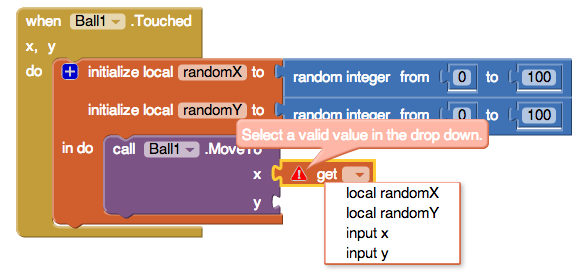 when Ball1 .Touched
x, y
do initialize local randomX to random integer from 0 to 100
initialize local randomY to random integer from 0 to 100
Select a valid value in the drop down.
in do call Ball1 .MoveTo
x get
y
local randomX
local randomY
input x
input y